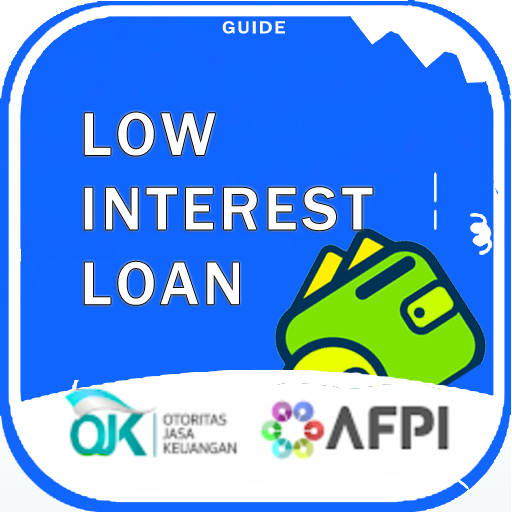 GUIDE
LOW
INTEREST
LOAN
OJK
OTORITAS
JASA
KEUANGAN
AFPI